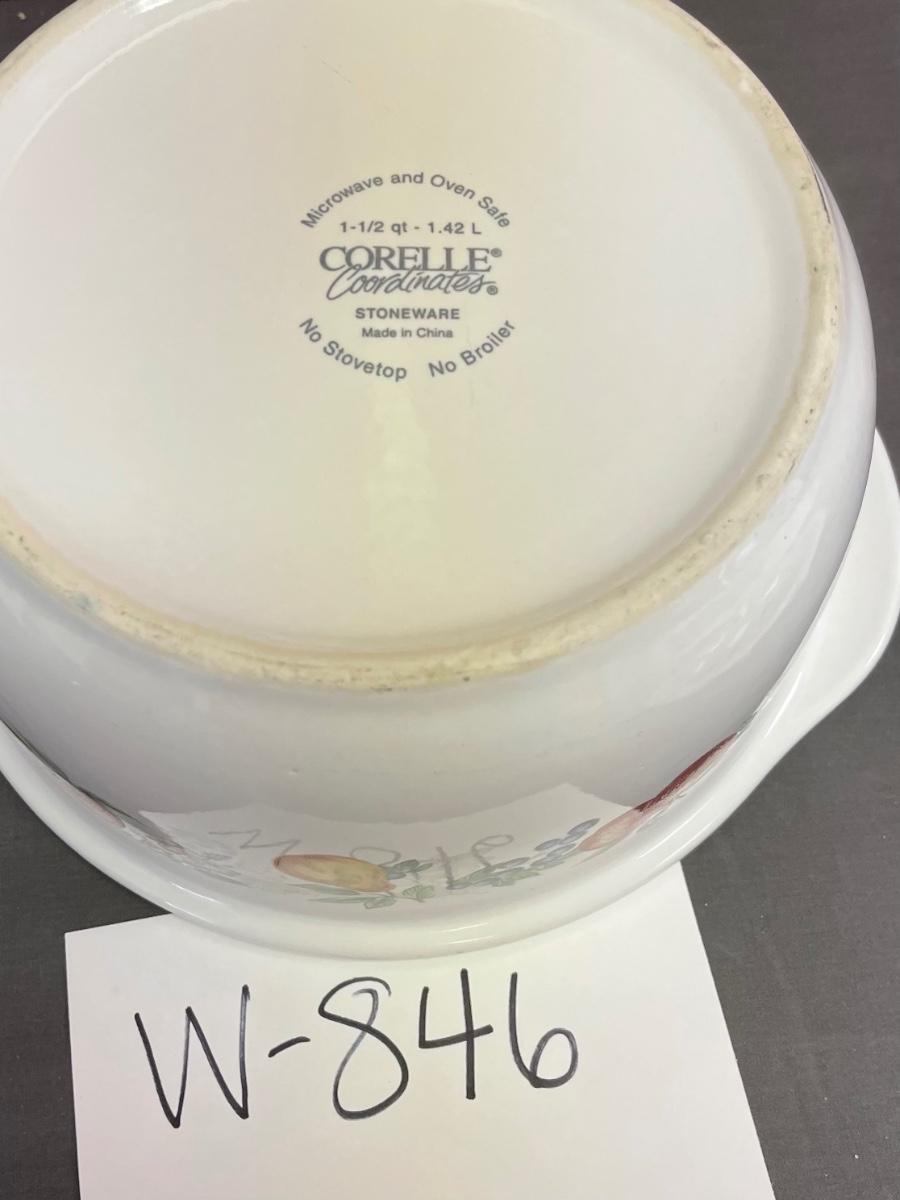 Microwave and Oven Safe
1-1/2 qt - 1.42 L
CORELLE®
Coordinates®
STONEWARE
Made in China
No Stovetop No Broiler
W-846